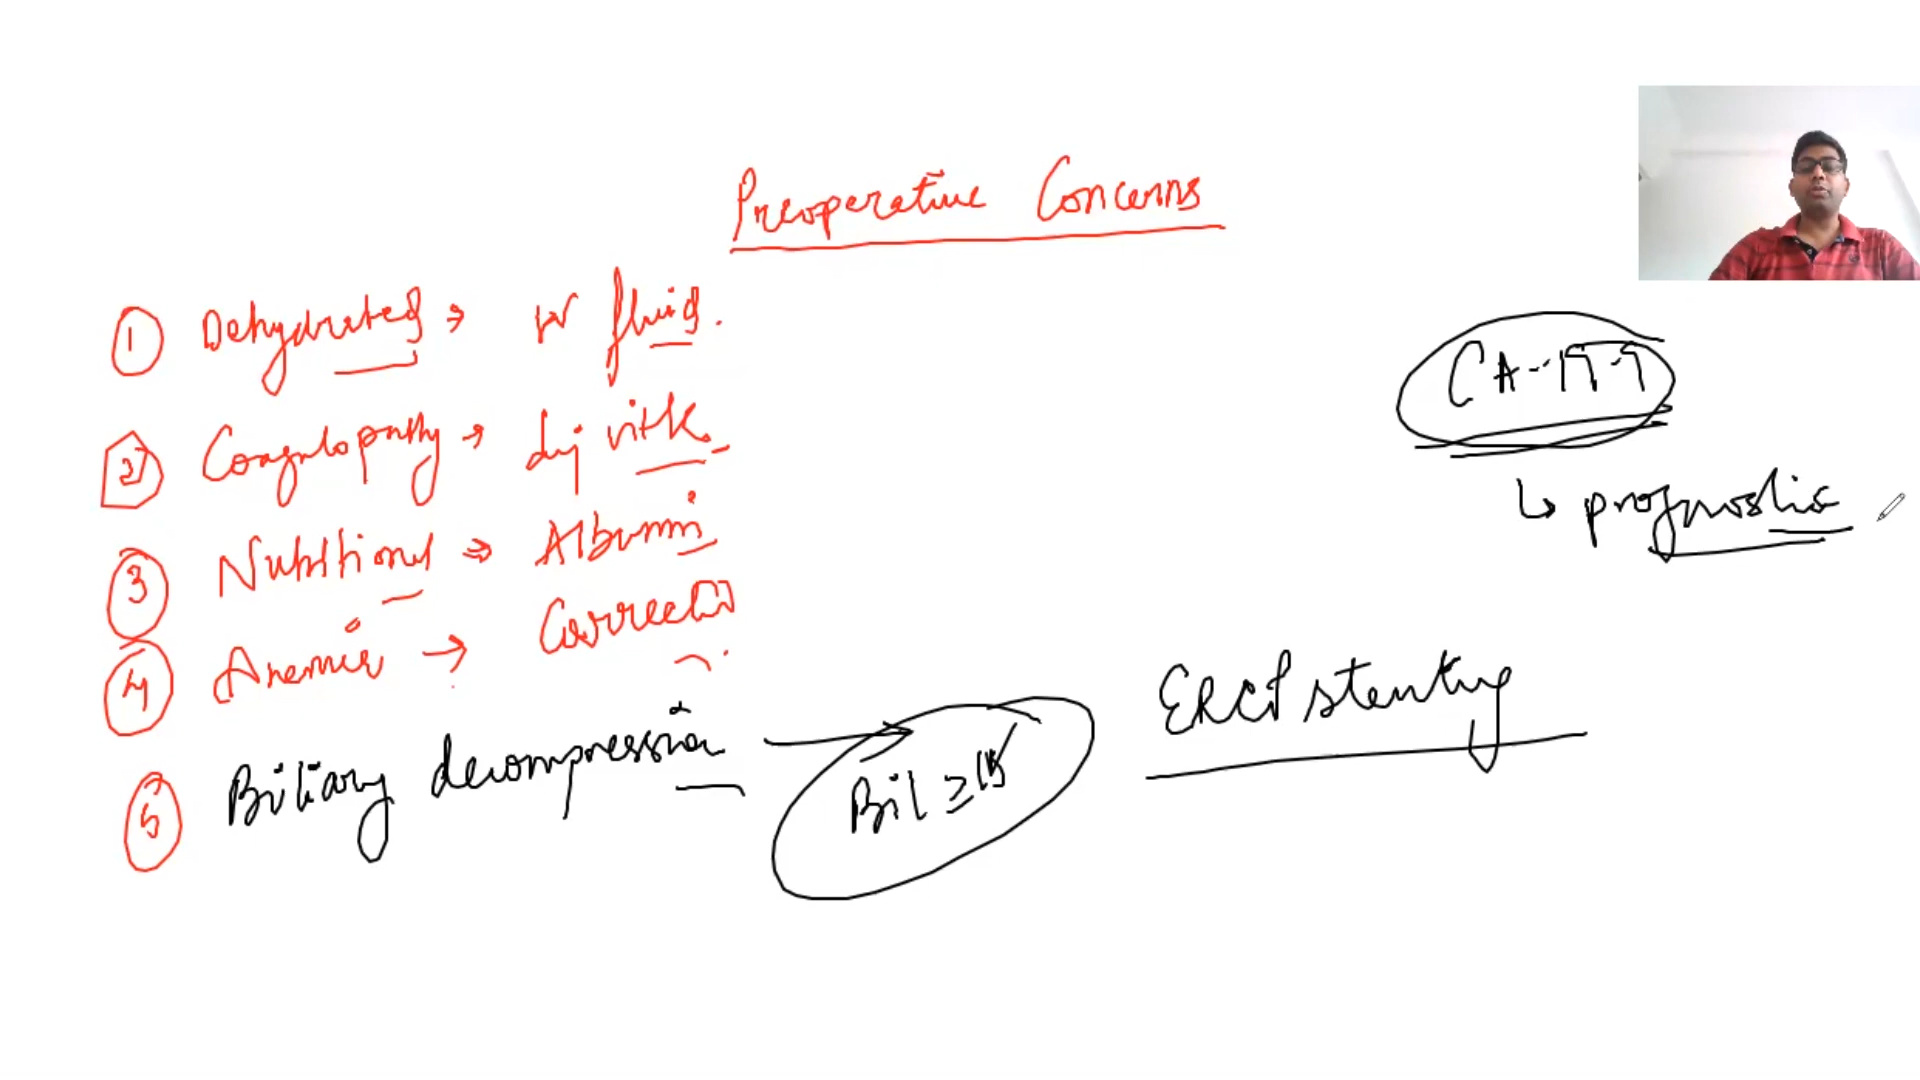 Preoperative Concerns
1 Dehydrated → IV fluid.
2 Coagulopathy → Inj vit K.
3 Nutritional ⇒ Albumin
4 Anemia → Correction
5 Biliary decompression → Bil ≥ 15
ERCP stenting
CA-19-9
↳ prognostic